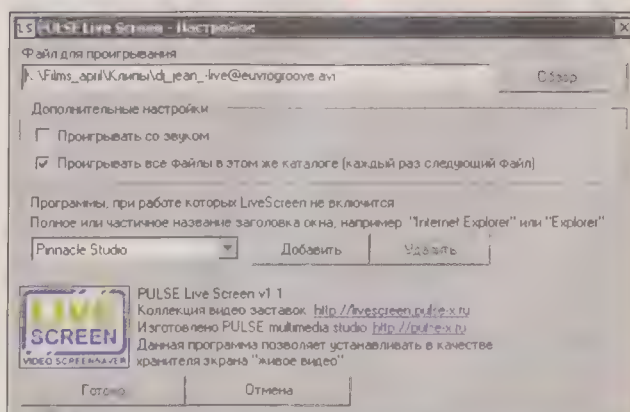 LS PULSE Live Screen - Настройки
Файл для проигрывания
\Films_april\Клипы\dj_jean_-live@euvrogroove.avi
Обзор
Дополнительные настройки
Проигрывать со звуком
Проигрывать все файлы в этом же каталоге (каждый раз следующий файл)
Программы, при работе которых LiveScreen не включится
Полное или частичное название заголовка окна, например "Internet Explorer" или "Explorer"
Pinnacle Studio
Добавить
Удалить
LIVE
SCREEN
VIDEO SCREENSAVER
PULSE Live Screen v1.1
Коллекция видео заставок http://livescreen.pulse-x.ru
Изготовлено PULSE multimedia studio http://pulse-x.ru
Данная программа позволяет устанавливать в качестве
хранителя экрана "живое видео"
Готово
Отмена